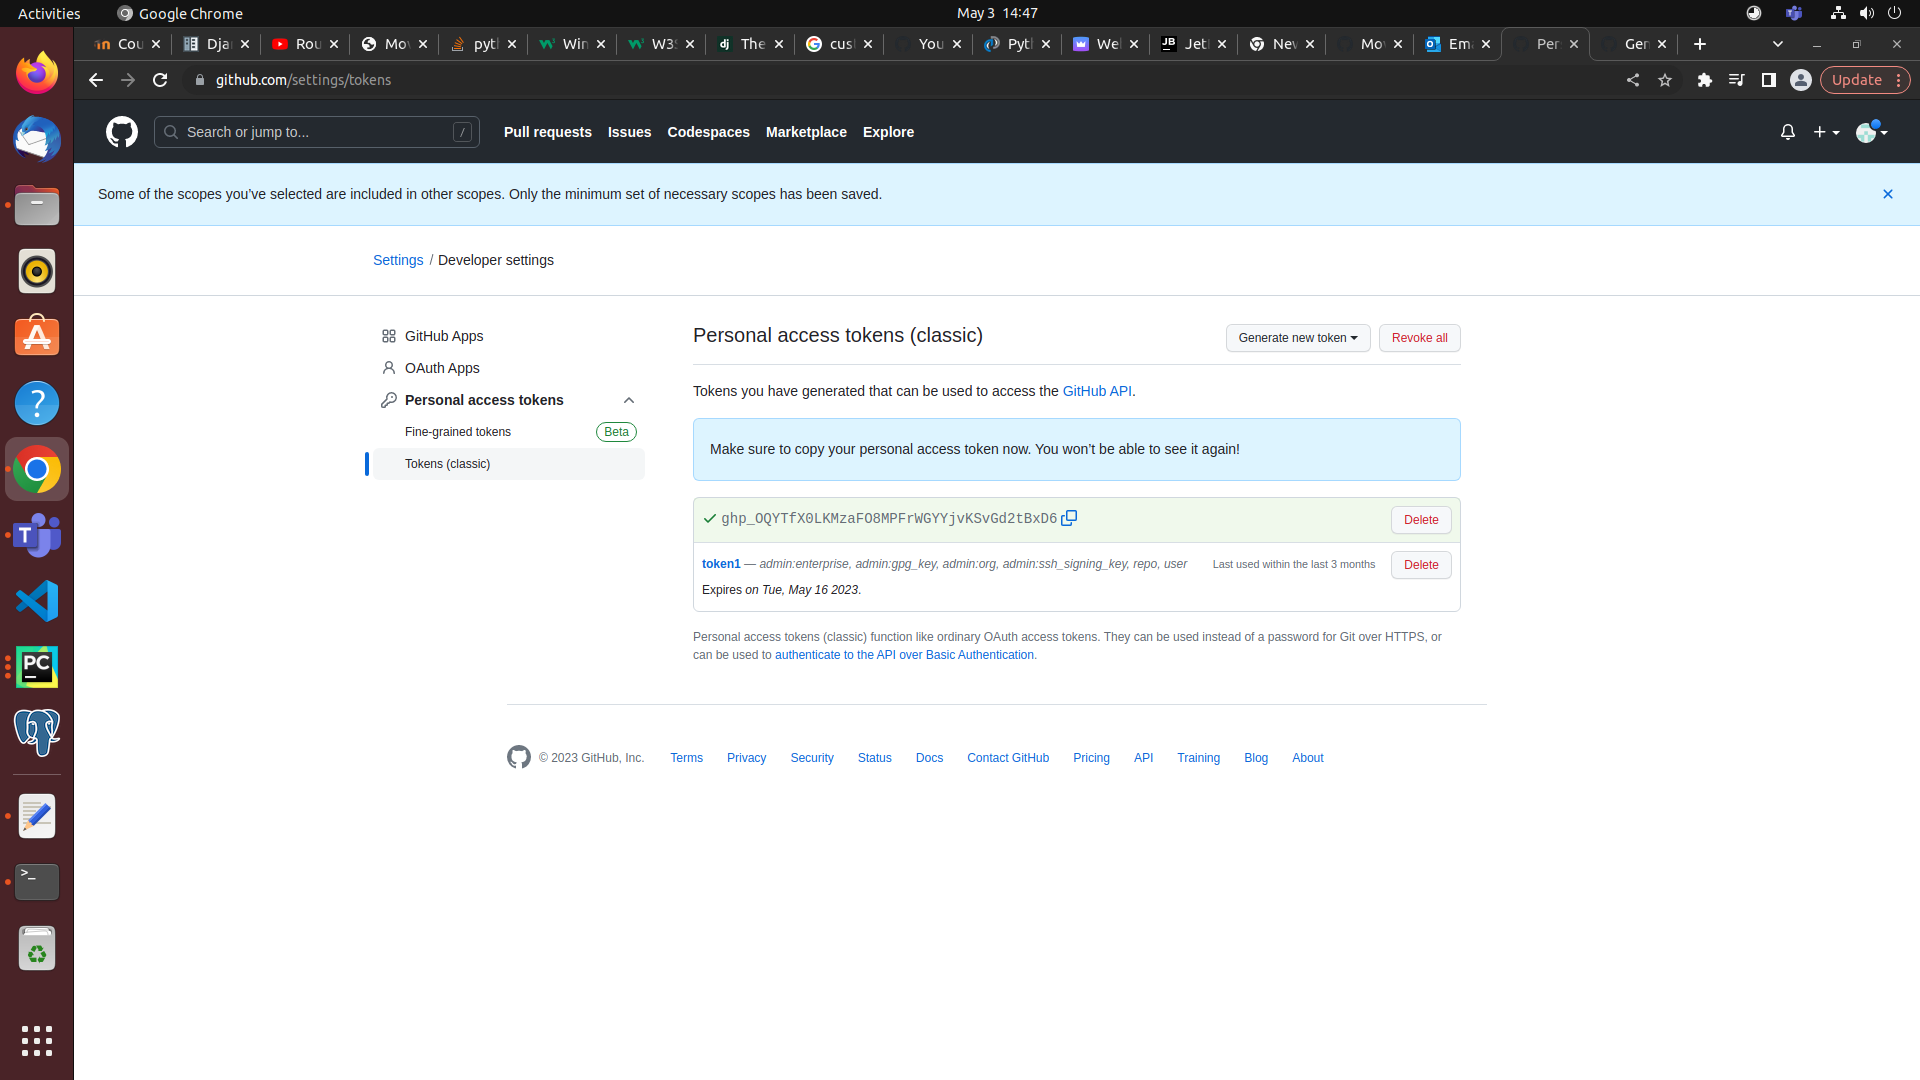 Activities
Google Chrome
May 3 14:47
Cou
Dja
Rou
Mo
pyt
Win
W3S
The
cus
You
Pyt
Wel
Jet
Nev
Mo
Ema
Per
Gen
github.com/settings/tokens
Update
Search or jump to...
/
Pull requests
Issues
Codespaces
Marketplace
Explore
Some of the scopes you've selected are included in other scopes. Only the minimum set of necessary scopes has been saved.
Settings / Developer settings
GitHub Apps
OAuth Apps
Personal access tokens
Fine-grained tokens
Beta
Tokens (classic)
Personal access tokens (classic)
Generate new token
Revoke all
Tokens you have generated that can be used to access the GitHub API.
Make sure to copy your personal access token now. You won't be able to see it again!
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
Delete
token1 — admin:enterprise, admin:gpg_key, admin:org, admin:ssh_signing_key, repo, user
Last used within the last 3 months
Delete
Expires on Tue, May 16 2023.
Personal access tokens (classic) function like ordinary OAuth access tokens. They can be used instead of a password for Git over HTTPS, or
can be used to authenticate to the API over Basic Authentication.
© 2023 GitHub, Inc.
Terms
Privacy
Security
Status
Docs
Contact GitHub
Pricing
API
Training
Blog
About